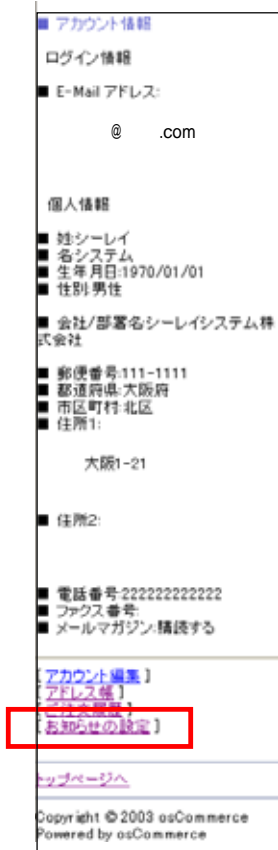 ■ アカウント情報
ログイン情報
■ E-Mail アドレス:
@ .com
個人情報
■ 姓:シーレイ
■ 名:システム
■ 生年月日:1970/01/01
■ 性別:男性
■ 会社/部署名:シーレイシステム株
式会社
■ 郵便番号:111-1111
■ 都道府県:大阪府
■ 市区町村:北区
■ 住所1:
大阪1-21
■ 住所2:
■ 電話番号:222222222222
■ ファクス番号:
■ メールマガジン:購読する
[アカウント編集]
[アドレス帳]
[ご注文履歴]
[お知らせの設定]
トップページへ
Copyright © 2003 osCommerce
Powered by osCommerce